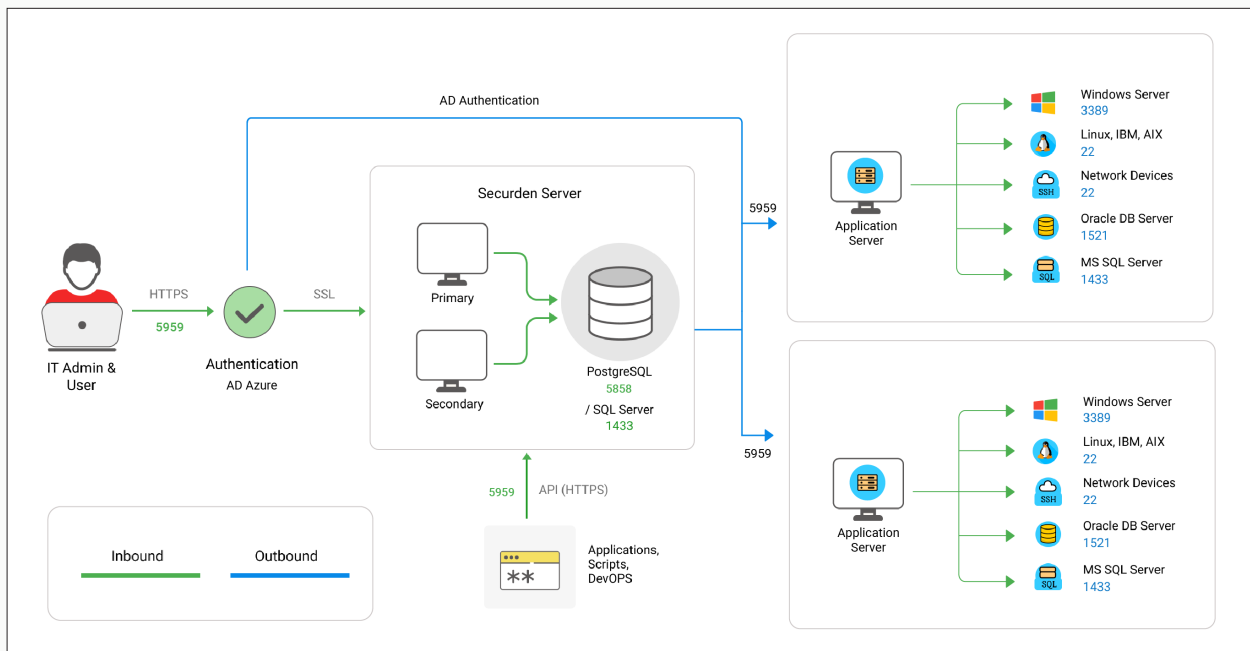 AD Authentication
Securden Server
Primary
Secondary
PostgreSQL
5858
/ SQL Server
1433
HTTPS
5959
SSL
IT Admin &
User
Authentication
AD Azure
5959
5959
Application
Server
Windows Server
3389
Linux, IBM, AIX
22
SSH
Network Devices
22
Oracle DB Server
1521
SQL
MS SQL Server
1433
Application
Server
Windows Server
3389
Linux, IBM, AIX
22
SSH
Network Devices
22
Oracle DB Server
1521
SQL
MS SQL Server
1433
5959
API (HTTPS)
**
Applications,
Scripts,
DevOPS
Inbound
Outbound